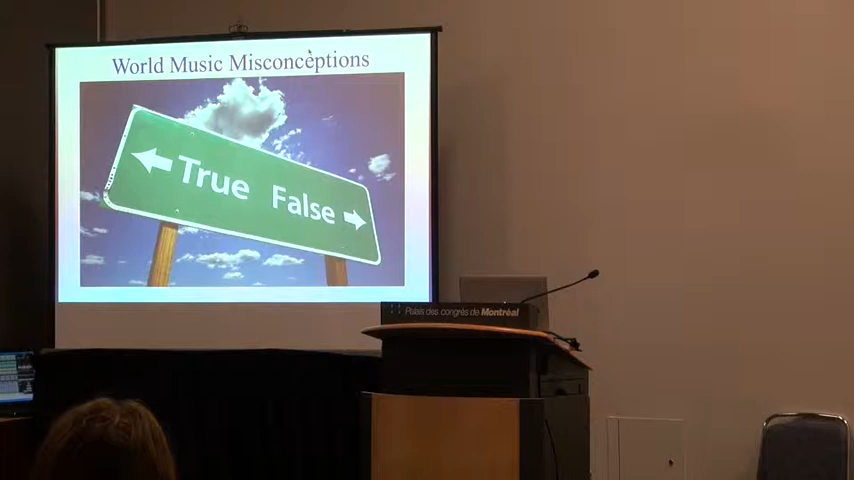 World Music Misconceptions
True False
Palais des congrès de Montréal